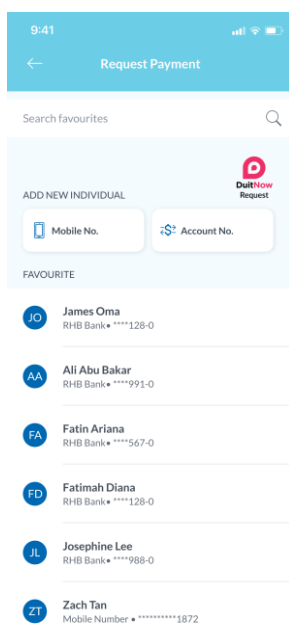 9:41
Request Payment
Search favourites
DuitNow
Request
ADD NEW INDIVIDUAL
Mobile No.
Account No.
FAVOURITE
JO
James Oma
RHB Bank• ****128-0
AA
Ali Abu Bakar
RHB Bank• ****991-0
FA
Fatin Ariana
RHB Bank• ****567-0
FD
Fatimah Diana
RHB Bank• ****128-0
JL
Josephine Lee
RHB Bank• ****988-0
ZT
Zach Tan
Mobile Number • **********1872